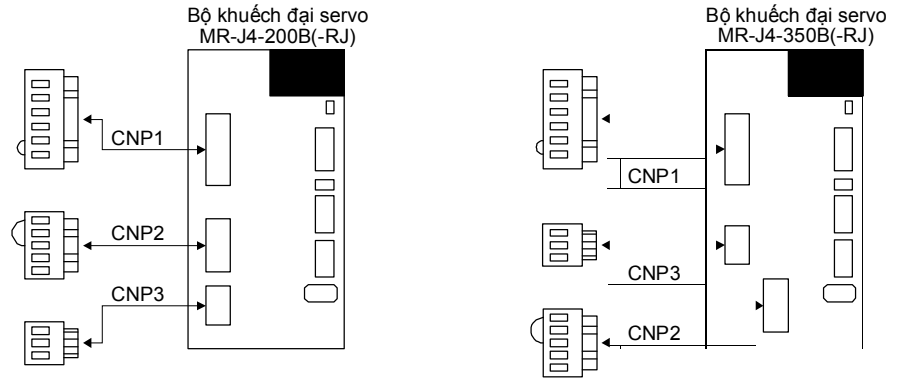 Bộ khuếch đại servo
MR-J4-200B(-RJ)
CNP1
CNP2
CNP3
Bộ khuếch đại servo
MR-J4-350B(-RJ)
CNP1
CNP3
CNP2